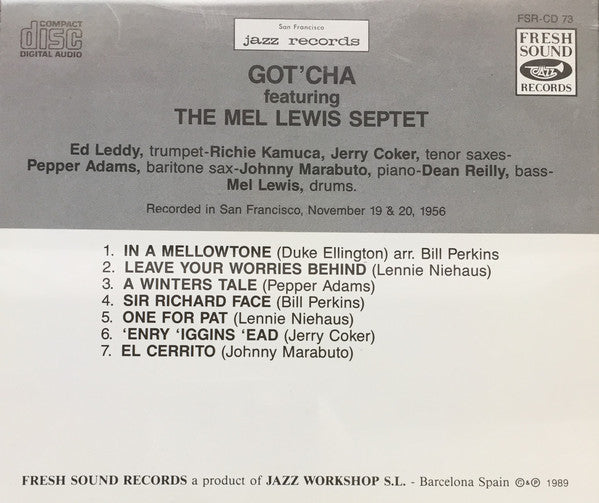 COMPACT
disc
DIGITAL AUDIO
San Francisco
jazz records
FSR-CD 73
FRESH
SOUND
JAZZ
RECORDS
GOT'CHA
featuring
THE MEL LEWIS SEPTET
Ed Leddy, trumpet-Richie Kamuca, Jerry Coker, tenor saxes-
Pepper Adams, baritone sax-Johnny Marabuto, piano-Dean Reilly, bass-
Mel Lewis, drums.
Recorded in San Francisco, November 19 & 20, 1956
1. IN A MELLOWTONE (Duke Ellington) arr. Bill Perkins
2. LEAVE YOUR WORRIES BEHIND (Lennie Niehaus)
3. A WINTERS TALE (Pepper Adams)
4. SIR RICHARD FACE (Bill Perkins)
5. ONE FOR PAT (Lennie Niehaus)
6. 'ENRY 'IGGINS 'EAD (Jerry Coker)
7. EL CERRITO (Johnny Marabuto)
FRESH SOUND RECORDS a product of JAZZ WORKSHOP S.L. - Barcelona Spain ©&℗ 1989